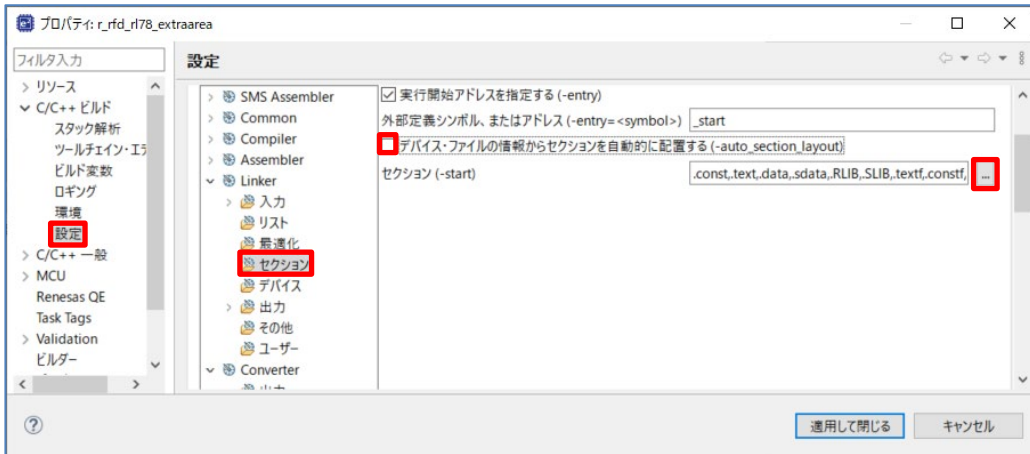 プロパティ: r_rfd_rl78_extraarea
フィルタ入力
設定
> リソース
C/C++ ビルド
スタック解析
ツールチェイン・エデ
ビルド変数
ロギング
環境
設定
> C/C++ 一般
> MCU
Renesas QE
Task Tags
> Validation
ビルダー
> SMS Assembler
> Common
> Compiler
> Assembler
Linker
> 入力
リスト
最適化
セクション
デバイス
> 出力
その他
ユーザー
Converter
実行開始アドレスを指定する (-entry)
外部定義シンボル、またはアドレス (-entry=<symbol>) _start
デバイス・ファイルの情報からセクションを自動的に配置する (-auto_section_layout)
セクション (-start) .const,.text,.data,.sdata,.RLIB,.SLIB,.textf,.constf, ...
適用して閉じる キャンセル